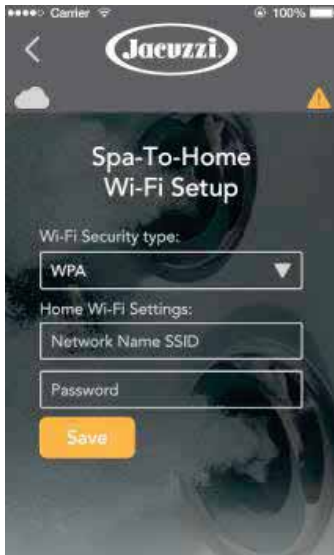 Carrier 100%
Jacuzzi
Spa-To-Home
Wi-Fi Setup
Wi-Fi Security type:
WPA
Home Wi-Fi Settings:
Network Name SSID
Password
Save